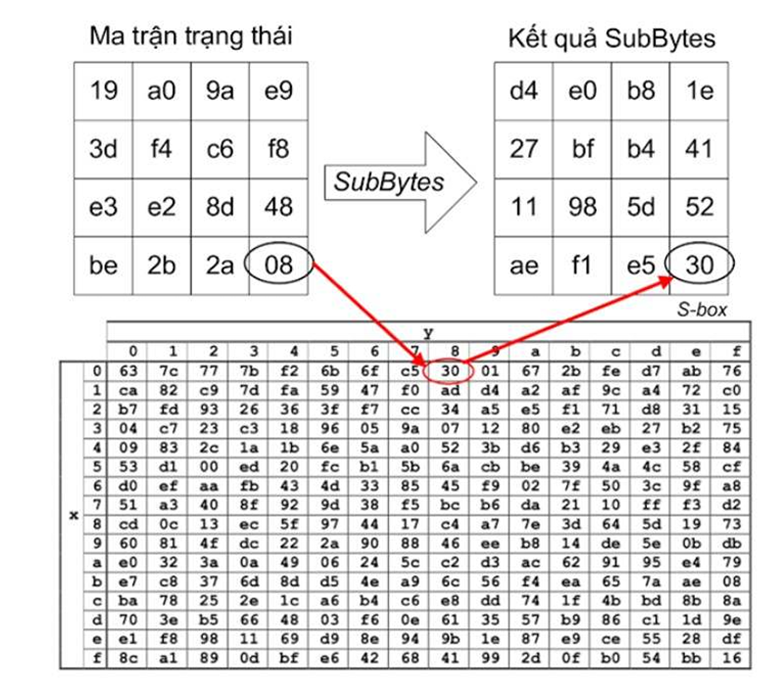 Ma trận trạng thái
Kết quả SubBytes
19 a0 9a e9
3d f4 c6 f8
e3 e2 8d 48
be 2b 2a 08
SubBytes
d4 e0 b8 1e
27 bf b4 41
11 98 5d 52
ae f1 e5 30
S-box
y
0 1 2 3 4 5 6 7 8 9 a b c d e f
x
0 63 7c 77 7b f2 6b 6f c5 30 01 67 2b fe d7 ab 76
1 ca 82 c9 7d fa 59 47 f0 ad d4 a2 af 9c a4 72 c0
2 b7 fd 93 26 36 3f f7 cc 34 a5 e5 f1 71 d8 31 15
3 04 c7 23 c3 18 96 05 9a 07 12 80 e2 eb 27 b2 75
4 09 83 2c 1a 1b 6e 5a a0 52 3b d6 b3 29 e3 2f 84
5 53 d1 00 ed 20 fc b1 5b 6a cb be 39 4a 4c 58 cf
6 d0 ef aa fb 43 4d 33 85 45 f9 02 7f 50 3c 9f a8
7 51 a3 40 8f 92 9d 38 f5 bc b6 da 21 10 ff f3 d2
8 cd 0c 13 ec 5f 97 44 17 c4 a7 7e 3d 64 5d 19 73
9 60 81 4f dc 22 2a 90 88 46 ee b8 14 de 5e 0b db
a e0 32 3a 0a 49 06 24 5c c2 d3 ac 62 91 95 e4 79
b e7 c8 37 6d 8d d5 4e a9 6c 56 f4 ea 65 7a ae 08
c ba 78 25 2e 1c a6 b4 c6 e8 dd 74 1f 4b bd 8b 8a
d 70 3e b5 66 48 03 f6 0e 61 35 57 b9 86 c1 1d 9e
e e1 f8 98 11 69 d9 8e 94 9b 1e 87 e9 ce 55 28 df
f 8c a1 89 0d bf e6 42 68 41 99 2d 0f b0 54 bb 16